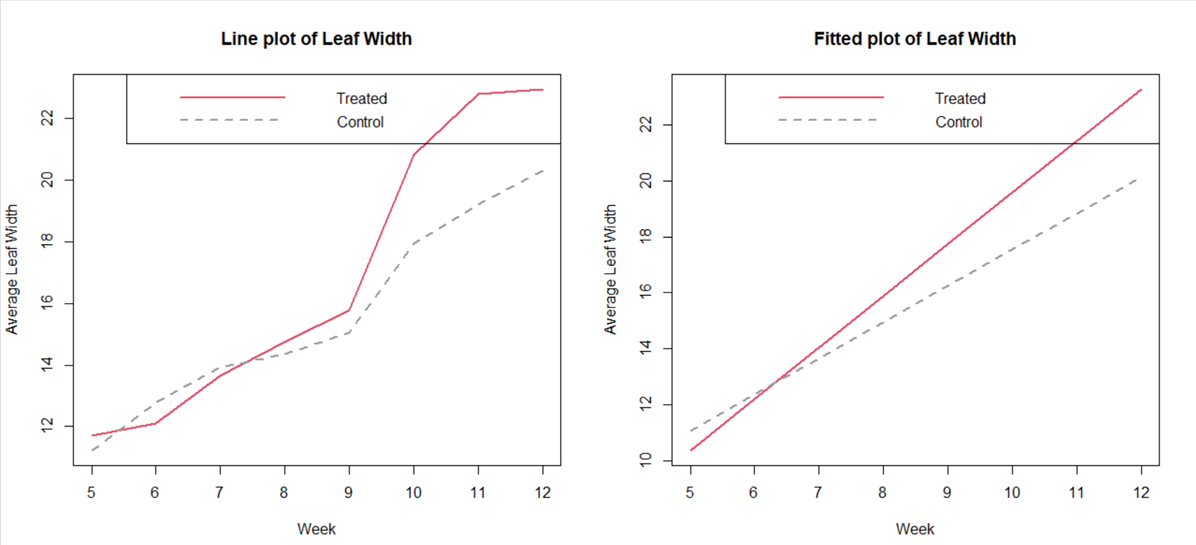 Line plot of Leaf Width
Treated
Control
22
20
18
16
14
12
Average Leaf Width
5 6 7 8 9 10 11 12
Week
Fitted plot of Leaf Width
Treated
Control
22
20
18
16
14
12
10
Average Leaf Width
5 6 7 8 9 10 11 12
Week